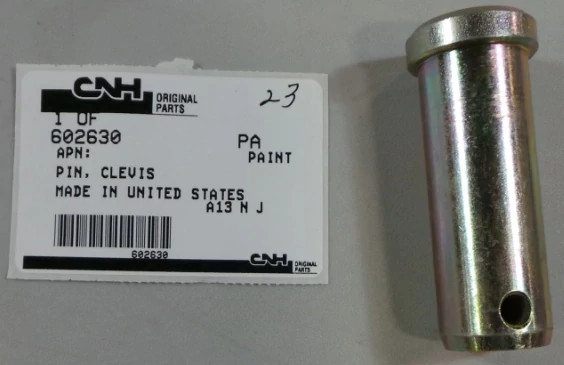 CNH ORIGINAL
PARTS
23
1 OF
602630 PA
APN: PAINT
PIN, CLEVIS
MADE IN UNITED STATES
A13 N J
602630
CNH ORIGINAL
PARTS